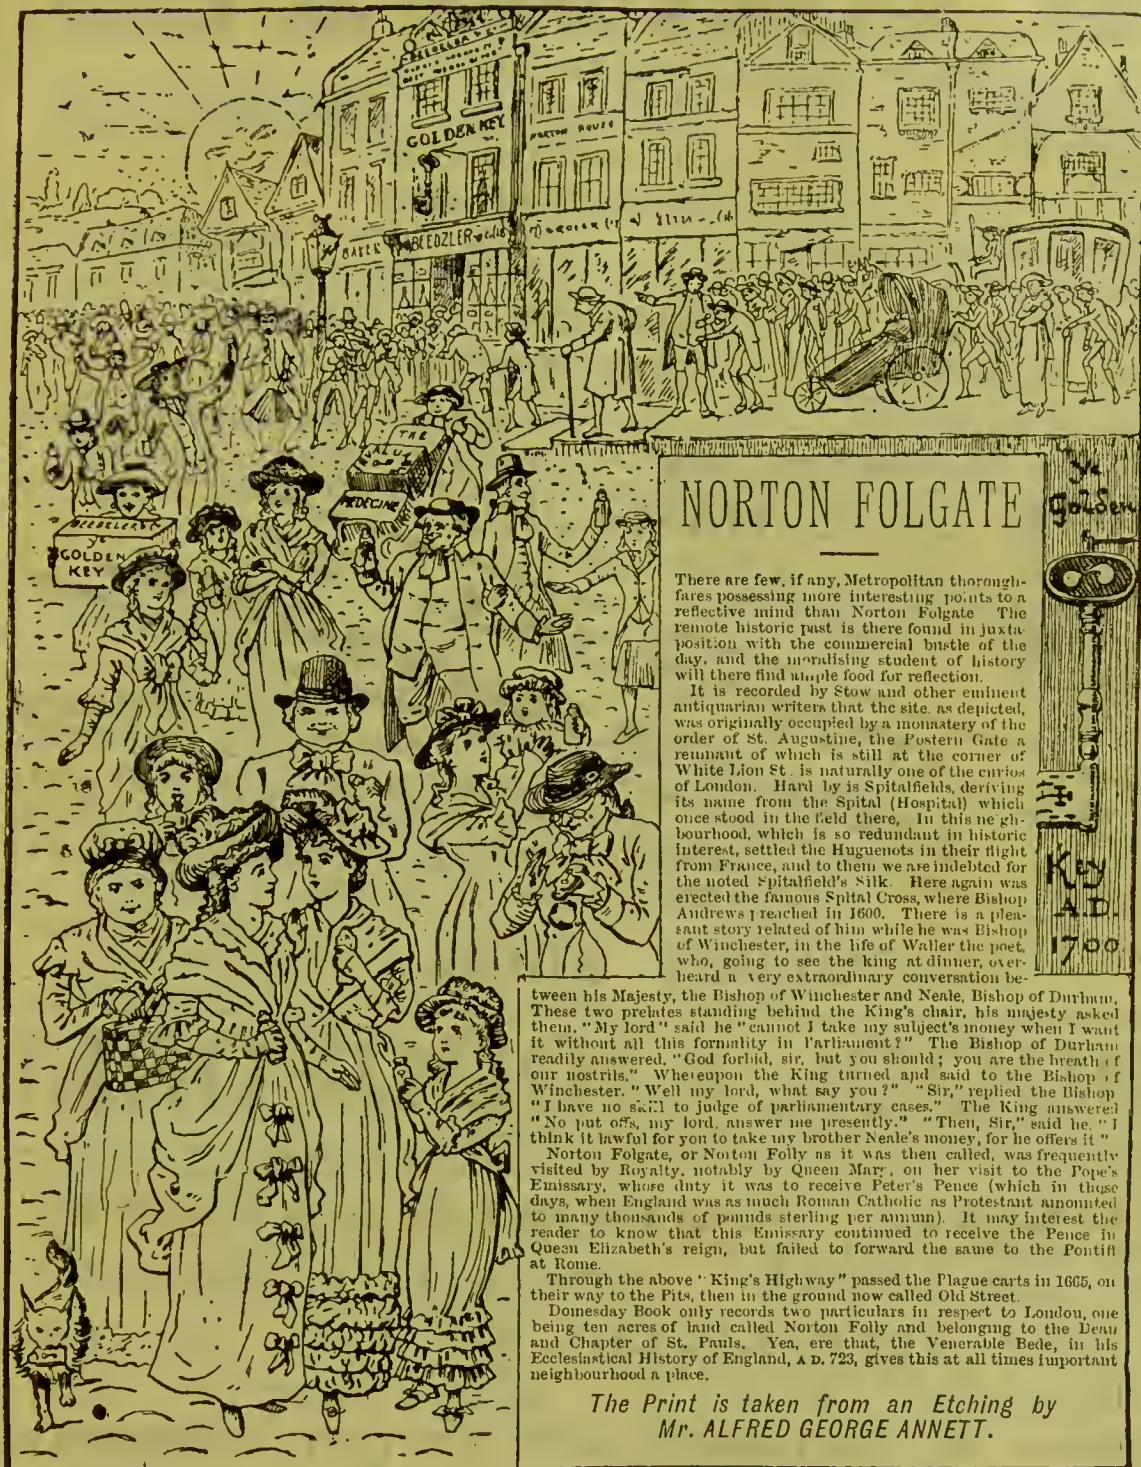 GOLDEN KEY
NORTON HOUSE
BAKER
BEEDZLER
THE
VALUE
OF
MEDECINE
YE
GOLDEN
KEY
Ye
Golden
Key
A.D.
1700
NORTON FOLGATE
There are few, if any, Metropolitan thorough-
fares possessing more interesting points to a
reflective mind than Norton Folgate The
remote historic past is there found in juxta-
position with the commercial bustle of the
day, and the moralising student of history
will there find ample food for reflection.
It is recorded by Stow and other eminent
antiquarian writers that the site, as depicted,
was originally occupied by a monastery of the
order of St. Augustine, the Postern Gate a
remnant of which is still at the corner of
White Lion St. is naturally one of the curios
of London. Hard by is Spitalfields, deriving
its name from the Spital (Hospital) which
once stood in the field there, In this neigh-
bourhood, which is so redundant in historic
interest, settled the Huguenots in their flight
from France, and to them we are indebted for
the noted Spitalfield's Silk. Here again was
erected the famous Spital Cross, where Bishop
Andrews preached in 1600. There is a plea-
sant story related of him while he was Bishop
of Winchester, in the life of Waller the poet,
who, going to see the king at dinner, over-
heard a very extraordinary conversation be-
tween his Majesty, the Bishop of Winchester and Neale, Bishop of Durham,
These two prelates standing behind the King's chair, his majesty asked
them. "My lord" said he "cannot I take my subject's money when I want
it without all this formality in Parliament?" The Bishop of Durham
readily answered, "God forbid, sir, but you should; you are the breath of
our nostrils." Whereupon the King turned and said to the Bishop of
Winchester. "Well my lord, what say you?" "Sir," replied the Bishop
"I have no skill to judge of parliamentary cases." The King answered
"No put offs, my lord, answer me presently." "Then, Sir," said he, "I
think it lawful for you to take my brother Neale's money, for he offers it"
Norton Folgate, or Norton Folly as it was then called, was frequently
visited by Royalty, notably by Queen Mary, on her visit to the Pope's
Emissary, whose duty it was to receive Peter's Pence (which in those
days, when England was as much Roman Catholic as Protestant amounted
to many thousands of pounds sterling per annum). It may interest the
reader to know that this Emissary continued to receive the Pence in
Queen Elizabeth's reign, but failed to forward the same to the Pontiff
at Rome.
Through the above "King's Highway" passed the Plague carts in 1665, on
their way to the Pits, then in the ground now called Old Street.
Domesday Book only records two particulars in respect to London, one
being ten acres of land called Norton Folly and belonging to the Dean
and Chapter of St. Pauls. Yea, ere that, the Venerable Bede, in his
Ecclesiastical History of England, A D. 723, gives this at all times important
neighbourhood a place.
The Print is taken from an Etching by
Mr. ALFRED GEORGE ANNETT.